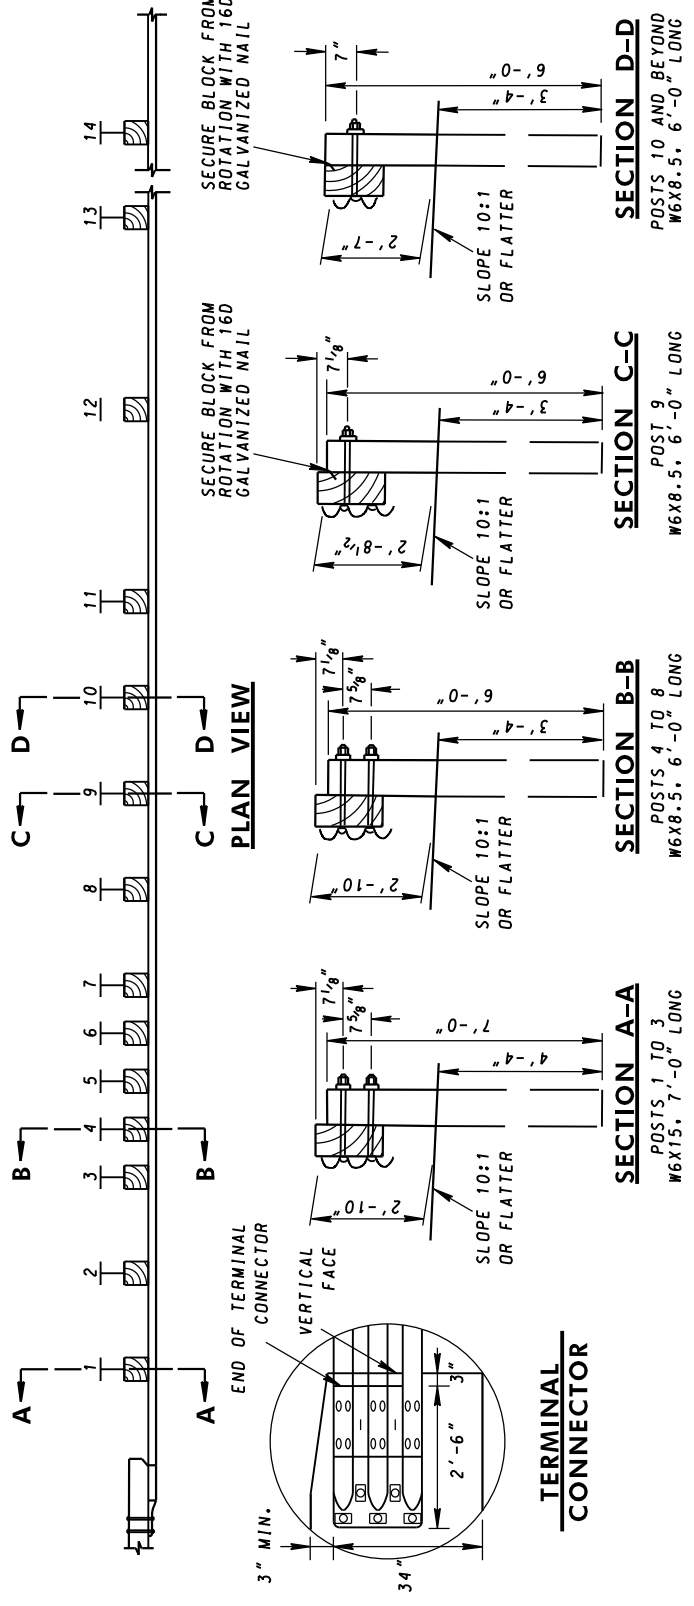 1
2
3
4
5
6
7
8
9
10
11
12
13
14
A
A
B
B
C
C
D
D
PLAN VIEW
END OF TERMINAL
CONNECTOR
VERTICAL
FACE
3" MIN.
34"
2'-6"
3"
TERMINAL
CONNECTOR
7 1/8"
7 5/8"
2'-10"
7'-0"
4'-4"
SLOPE 10:1
OR FLATTER
SECTION A-A
POSTS 1 TO 3
W6X15, 7'-0" LONG
7 1/8"
7 5/8"
2'-10"
6'-0"
3'-4"
SLOPE 10:1
OR FLATTER
SECTION B-B
POSTS 4 TO 8
W6X8.5, 6'-0" LONG
SECURE BLOCK FROM
ROTATION WITH 16D
GALVANIZED NAIL
7 1/8"
2'-8 1/2"
6'-0"
3'-4"
SLOPE 10:1
OR FLATTER
SECTION C-C
POST 9
W6X8.5, 6'-0" LONG
SECURE BLOCK FROM
ROTATION WITH 16D
GALVANIZED NAIL
7"
2'-7"
6'-0"
3'-4"
SLOPE 10:1
OR FLATTER
SECTION D-D
POSTS 10 AND BEYOND
W6X8.5, 6'-0" LONG